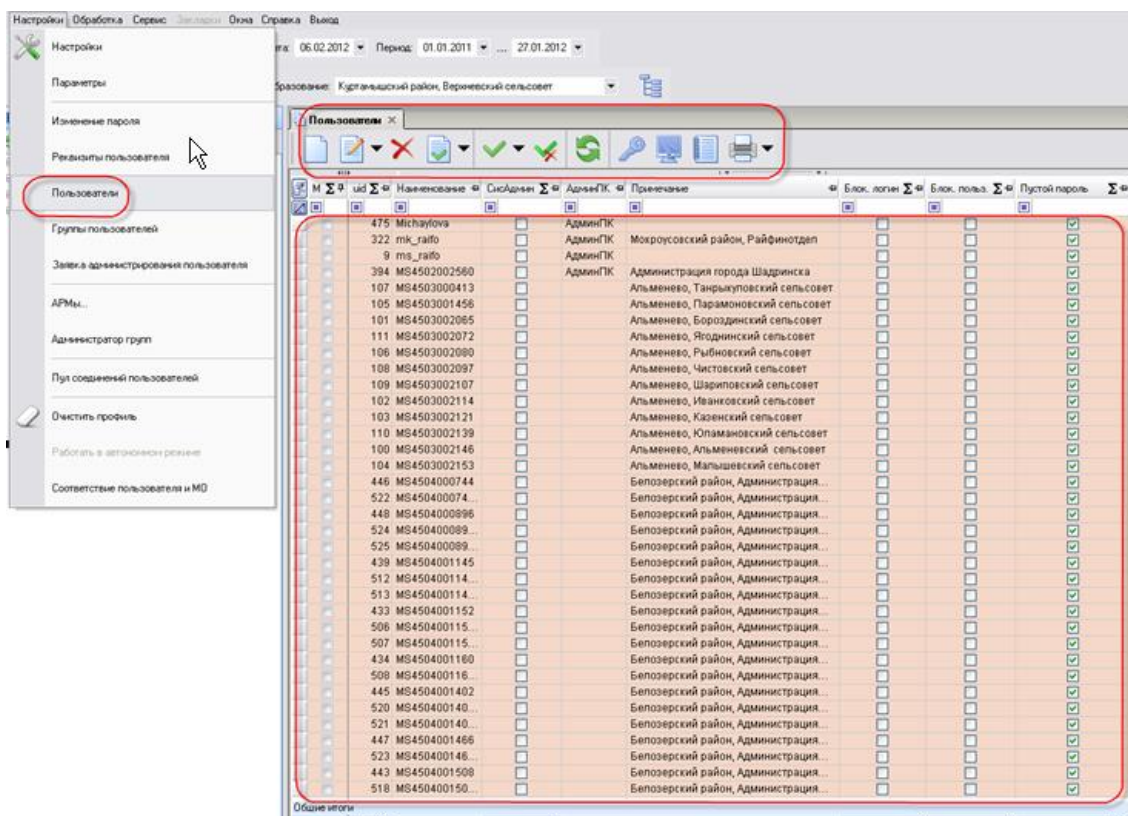 Настройки Обработка Сервис Закладки Окна Справка Выход
Настройки
Параметры
Изменение пароля
Реквизиты пользователя
Пользователи
Группы пользователей
Заявка администрирования пользователя
АРМы...
Администратор групп
Пул соединений пользователей
Очистить профиль
Работать в автономном режиме
Соответствие пользователя и МО
та: 06.02.2012 Период: 01.01.2011 ... 27.01.2012
бразование: Куртамышский район, Верхневский сельсовет
Пользователи
М Σ uid Σ Наименование СисАдмин Σ АдминПК Примечание Блок. логин Σ Блок. польз. Σ Пустой пароль Σ
475 Michaylova АдминПК
322 mk_raifo АдминПК Мокроусовский район, Райфинотдел
9 ms_raifo АдминПК
394 MS4502002560 АдминПК Администрация города Шадринска
107 MS4503000413 Альменево, Танрыкуповский сельсовет
105 MS4503001456 Альменево, Парамоновский сельсовет
101 MS4503002065 Альменево, Бороздинский сельсовет
111 MS4503002072 Альменево, Ягоднинский сельсовет
106 MS4503002080 Альменево, Рыбновский сельсовет
108 MS4503002097 Альменево, Чистовский сельсовет
109 MS4503002107 Альменево, Шариповский сельсовет
102 MS4503002114 Альменево, Иванковский сельсовет
103 MS4503002121 Альменево, Казенский сельсовет
110 MS4503002139 Альменево, Юламановский сельсовет
100 MS4503002146 Альменево, Альменевский сельсовет
104 MS4503002153 Альменево, Малышевский сельсовет
446 MS4504000744 Белозерский район, Администрация...
522 MS450400074... Белозерский район, Администрация...
448 MS4504000896 Белозерский район, Администрация...
524 MS450400089... Белозерский район, Администрация...
525 MS450400089... Белозерский район, Администрация...
439 MS4504001145 Белозерский район, Администрация...
512 MS450400114... Белозерский район, Администрация...
513 MS450400114... Белозерский район, Администрация...
433 MS4504001152 Белозерский район, Администрация...
506 MS450400115... Белозерский район, Администрация...
507 MS450400115... Белозерский район, Администрация...
434 MS4504001160 Белозерский район, Администрация...
508 MS450400116... Белозерский район, Администрация...
445 MS4504001402 Белозерский район, Администрация...
520 MS450400140... Белозерский район, Администрация...
521 MS450400140... Белозерский район, Администрация...
447 MS4504001466 Белозерский район, Администрация...
523 MS450400146... Белозерский район, Администрация...
443 MS4504001508 Белозерский район, Администрация...
518 MS450400150... Белозерский район, Администрация...
Общие итоги